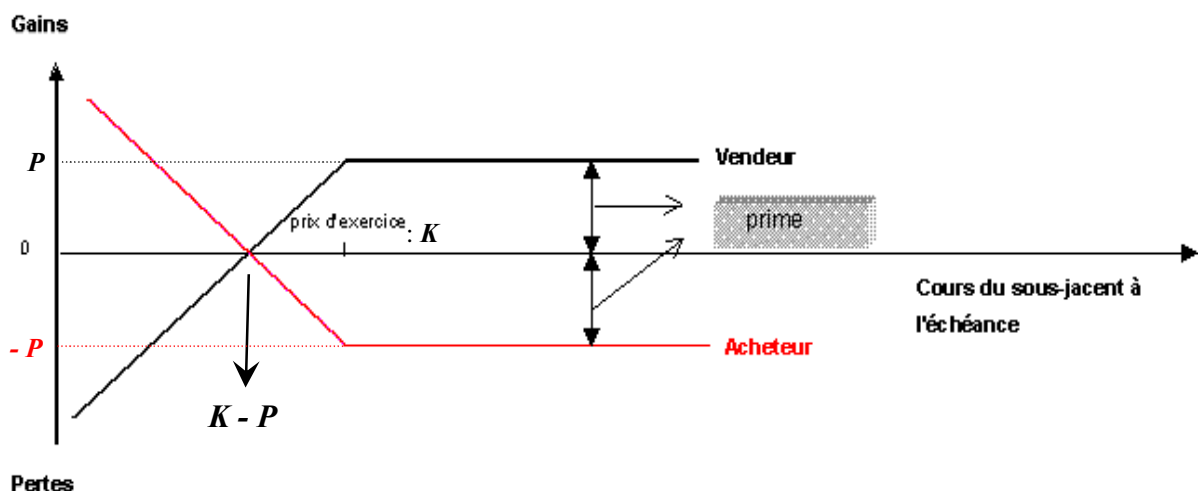 Gains
P
Vendeur
prime
prix d'exercice : K
0
Cours du sous-jacent à
l'échéance
- P
Acheteur
K - P
Pertes